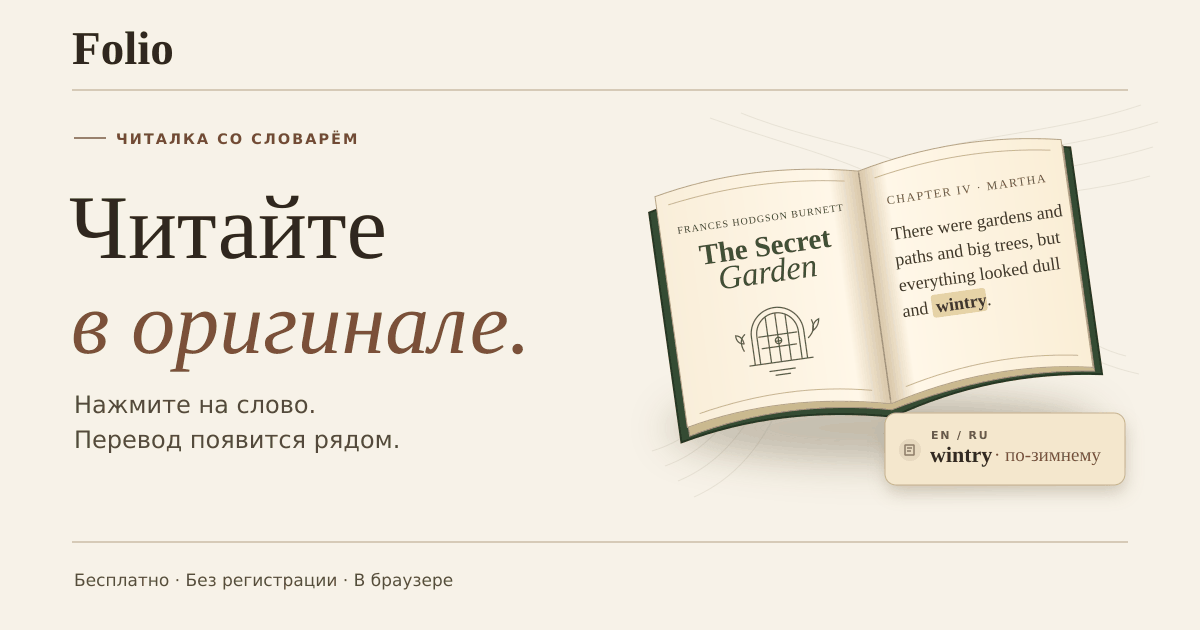 Folio
ЧИТАЛКА СО СЛОВАРЁМ
Читайте
в оригинале.
Нажмите на слово.
Перевод появится рядом.
FRANCES HODGSON BURNETT
The Secret
Garden
CHAPTER IV · MARTHA
There were gardens and
paths and big trees, but
everything looked dull
and wintry.
EN / RU
wintry · по-зимнему
Бесплатно · Без регистрации · В браузере